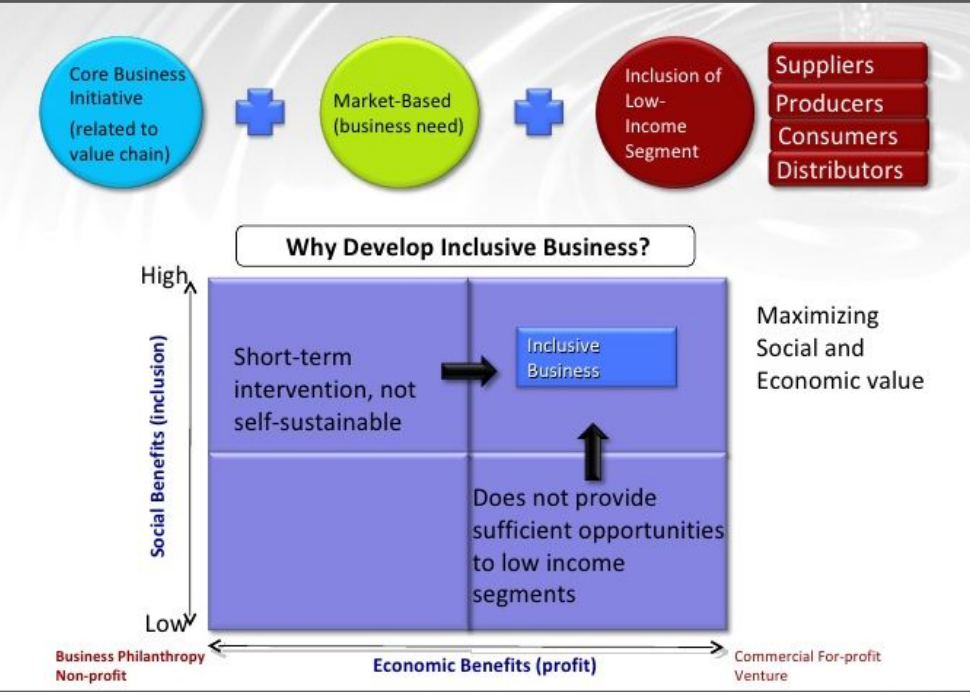 Core Business
Initiative
(related to
value chain)
Market-Based
(business need)
Inclusion of
Low-
Income
Segment
Suppliers
Producers
Consumers
Distributors
Why Develop Inclusive Business?
High
Short-term
intervention, not
self-sustainable
Inclusive
Business
Maximizing
Social and
Economic value
Social Benefits (inclusion)
Does not provide
sufficient opportunities
to low income
segments
Low
Business Philanthropy
Non-profit
Economic Benefits (profit)
Commercial For-profit
Venture